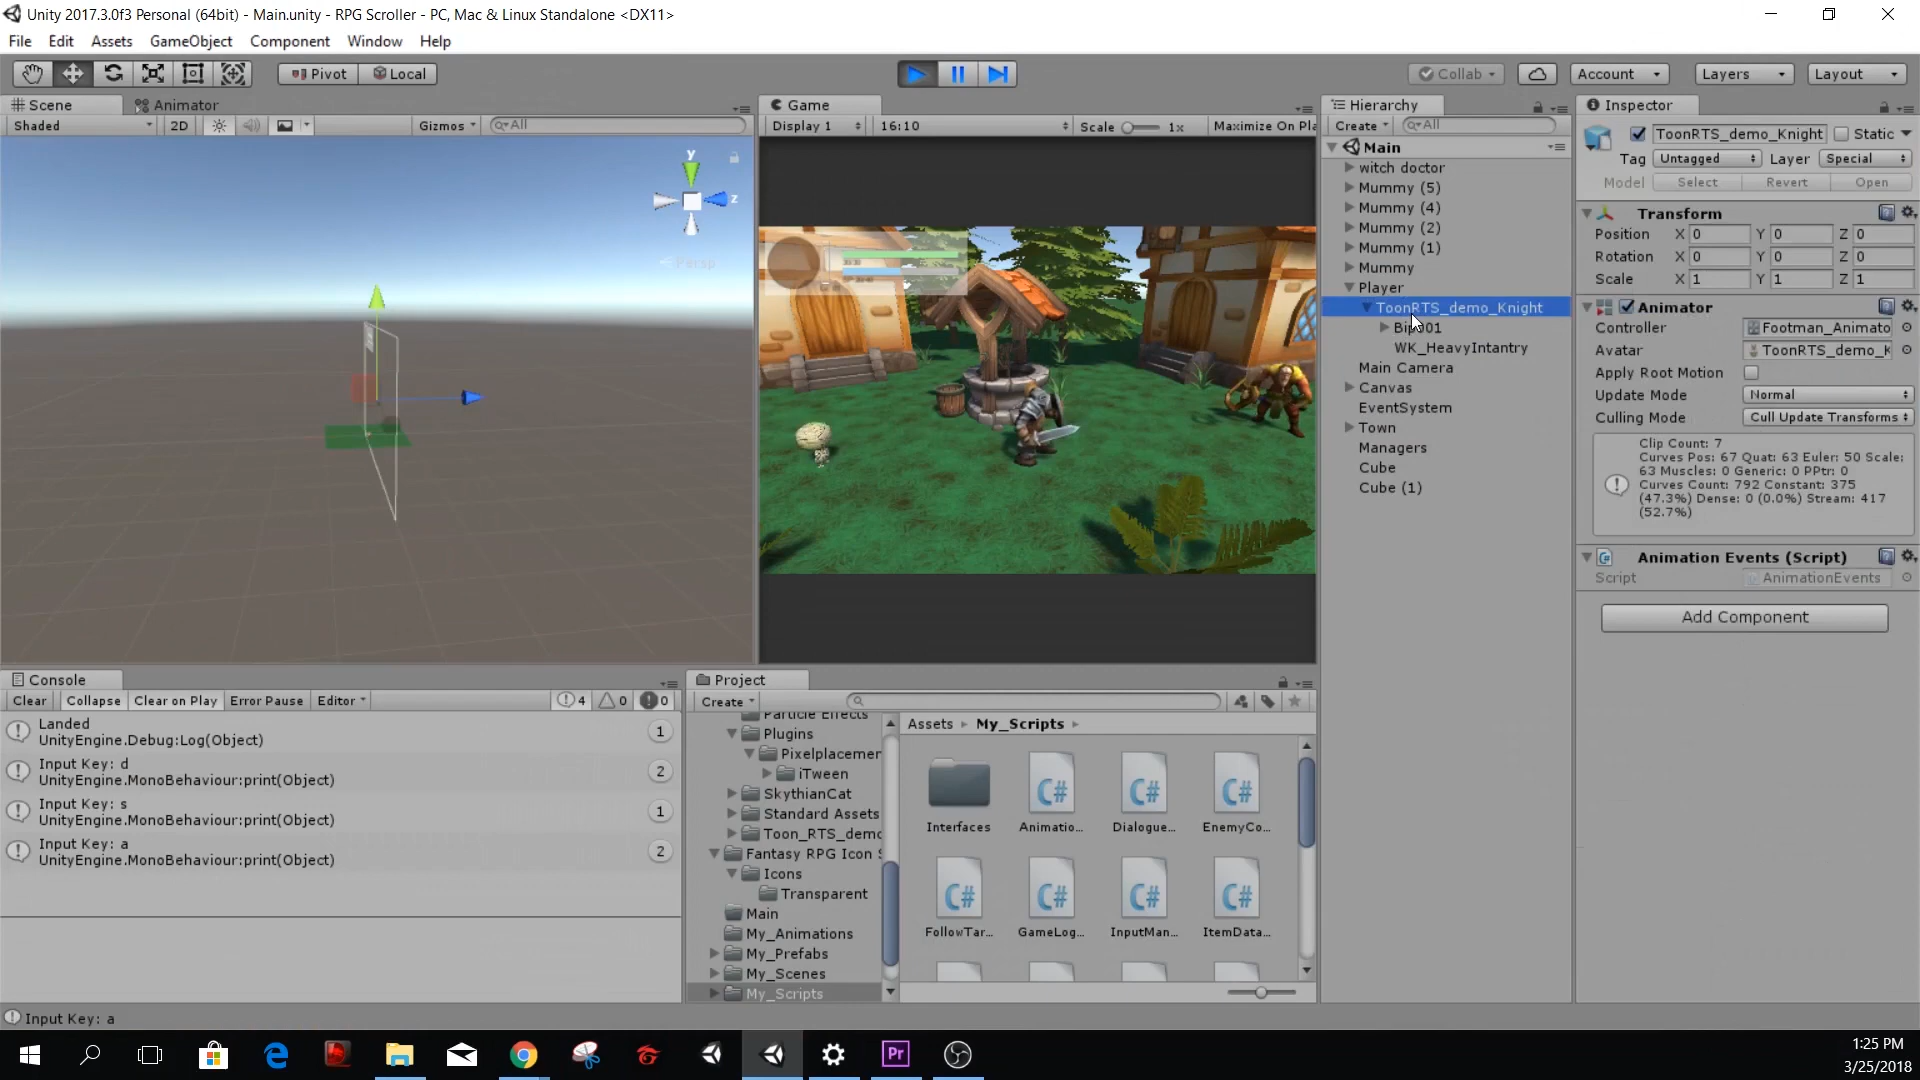 Unity 2017.3.0f3 Personal (64bit) - Main.unity - RPG Scroller - PC, Mac & Linux Standalone <DX11>
File Edit Assets GameObject Component Window Help
Pivot Local
Collab Account Layers Layout
Scene Animator
Shaded 2D Gizmos All
y
z
Persp
Game
Display 1 16:10 Scale 1x Maximize On Pla
Hierarchy
Create All
Main
witch doctor
Mummy (5)
Mummy (4)
Mummy (2)
Mummy (1)
Mummy
Player
ToonRTS_demo_Knight
WK_HeavyIntantry
Main Camera
Canvas
EventSystem
Town
Managers
Cube
Cube (1)
Inspector
ToonRTS_demo_Knight Static
Tag Untagged Layer Special
Model Select Revert Open
Transform
Position X 0 Y 0 Z 0
Rotation X 0 Y 0 Z 0
Scale X 1 Y 1 Z 1
Animator
Controller Footman_Animato
Avatar ToonRTS_demo_K
Apply Root Motion
Update Mode Normal
Culling Mode Cull Update Transforms
Clip Count: 7
Curves Pos: 67 Quat: 63 Euler: 50 Scale:
63 Muscles: 0 Generic: 0 PPtr: 0
Curves Count: 792 Constant: 375
(47.3%) Dense: 0 (0.0%) Stream: 417
(52.7%)
Animation Events (Script)
Script AnimationEvents
Add Component
Console
Clear Collapse Clear on Play Error Pause Editor 4 0 0
Landed
UnityEngine.Debug:Log(Object)
1
Input Key: d
UnityEngine.MonoBehaviour:print(Object)
2
Input Key: s
UnityEngine.MonoBehaviour:print(Object)
1
Input Key: a
UnityEngine.MonoBehaviour:print(Object)
2
Project
Create
Particle Effects
Plugins
Pixelplacemen
iTween
SkythianCat
Standard Assets
Toon_RTS_demo
Fantasy RPG Icon
Icons
Transparent
Main
My_Animations
My_Prefabs
My_Scenes
My_Scripts
Assets My_Scripts
Interfaces Animatio... Dialogue... EnemyCo...
FollowTar... GameLog... InputMan... ItemData...
Input Key: a
Pr
1:25 PM
3/25/2018